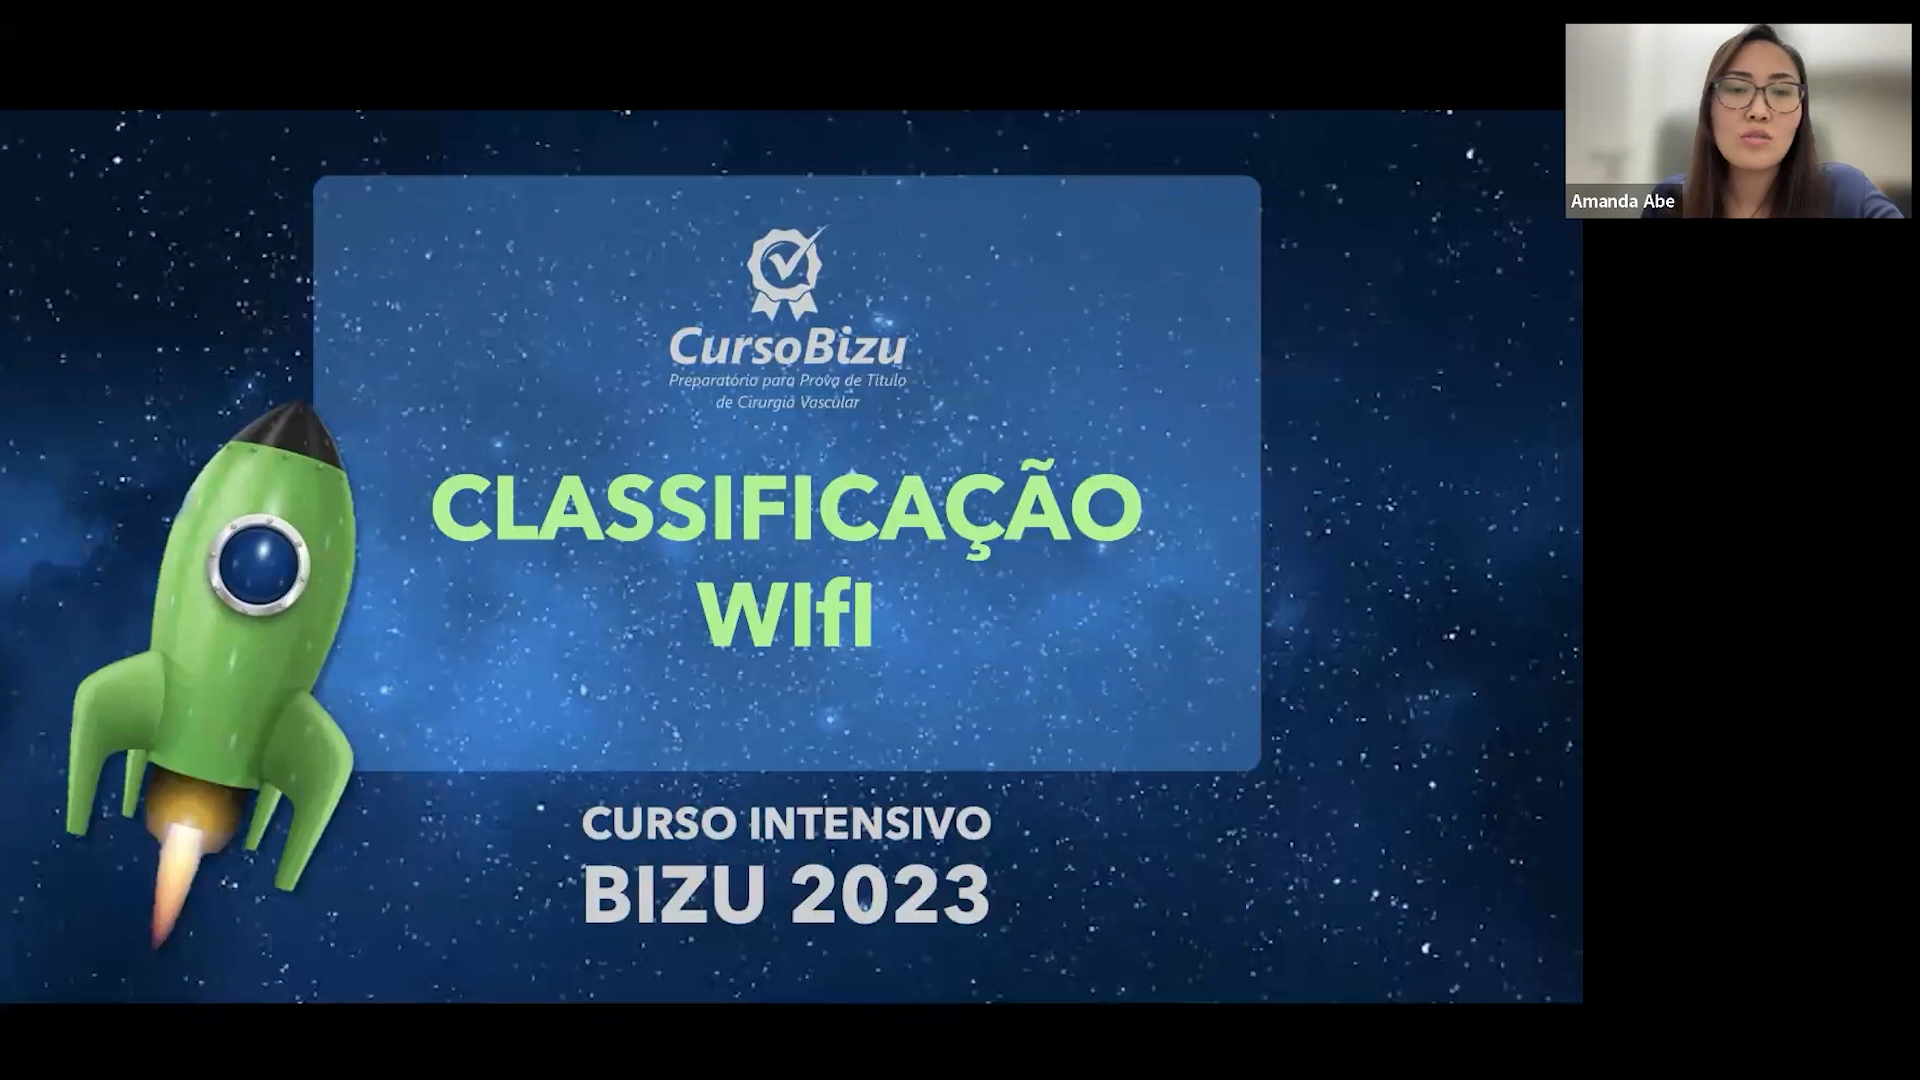 CursoBizu
Preparatório para Prova de Título
de Cirurgia Vascular
CLASSIFICAÇÃO
WIfI
CURSO INTENSIVO
BIZU 2023
Amanda Abe